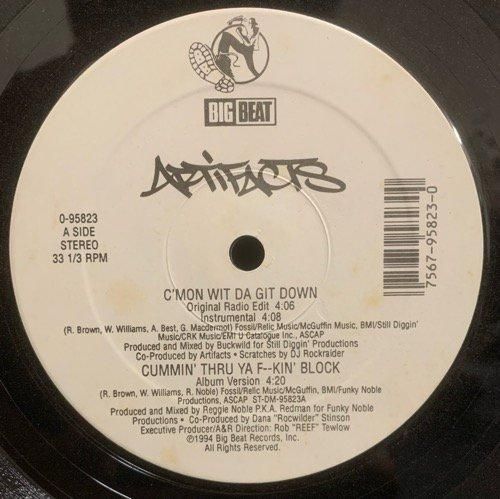 BIG BEAT
ARTIFACTS
0-95823
A SIDE
STEREO
33 1/3 RPM
7567-95823-0
C'MON WIT DA GIT DOWN
Original Radio Edit 4:06
Instrumental 4:08
(R. Brown, W. Williams, A. Best, G. Macdermot) Fossil/Relic Music/McGuffin Music, BMI/Still Diggin'
Music/CRK Music/EMI U Catalogue Inc., ASCAP
Produced and Mixed by Buckwild for Still Diggin' Productions
Co-Produced by Artifacts • Scratches by DJ Rockraider
CUMMIN' THRU YA F--KIN' BLOCK
Album Version 4:20
(R. Brown, W. Williams, R. Noble) Fossil/Relic Music/McGuffin, BMI/Funky Noble
Productions, ASCAP ST-DM-95823A
Produced and Mixed by Reggie Noble P.K.A. Redman for Funky Noble
Productions • Co-Produced by Dana "Rocwilder" Stinson
Executive Producer/A&R Direction: Rob "REEF" Tewlow
©1994 Big Beat Records, Inc.
All Rights Reserved.